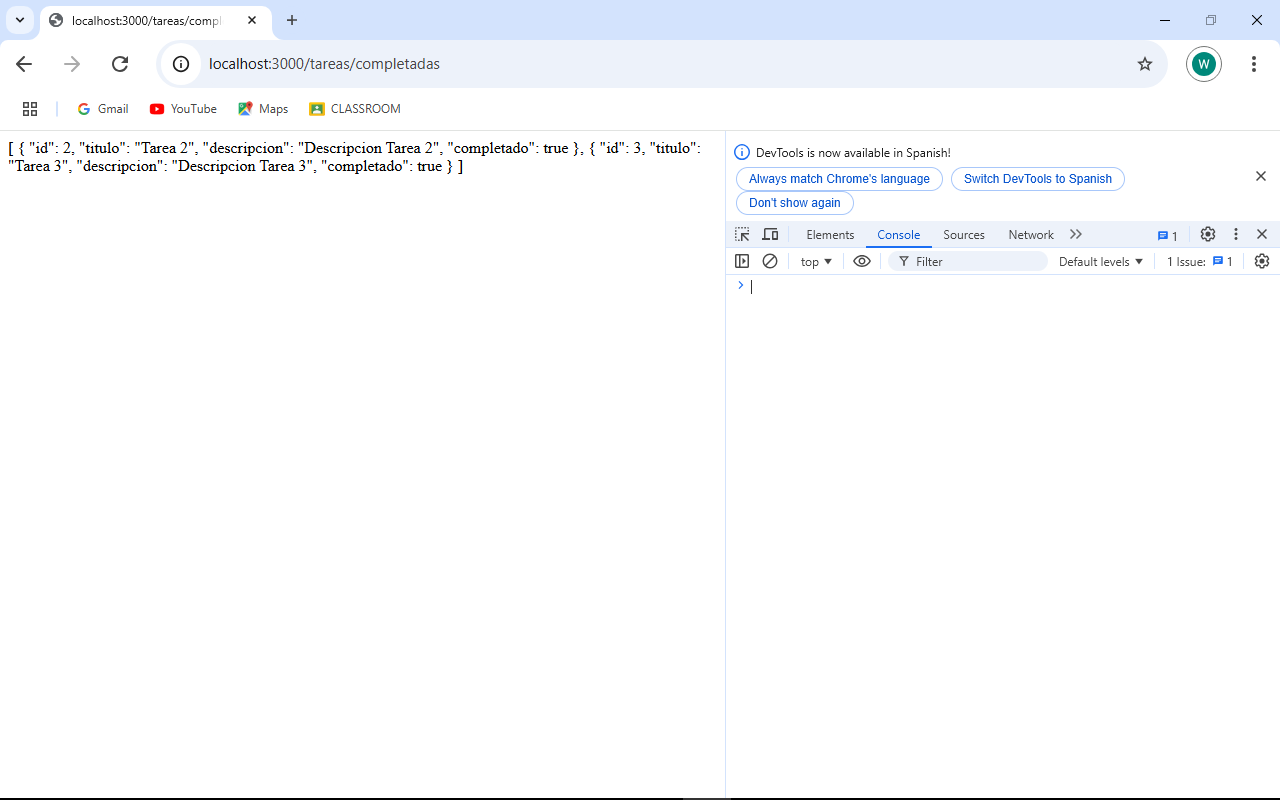 localhost:3000/tareas/compl
localhost:3000/tareas/completadas
W
Gmail YouTube Maps CLASSROOM
[ { "id": 2, "titulo": "Tarea 2", "descripcion": "Descripcion Tarea 2", "completado": true }, { "id": 3, "titulo":
"Tarea 3", "descripcion": "Descripcion Tarea 3", "completado": true } ]
DevTools is now available in Spanish!
Always match Chrome's language Switch DevTools to Spanish
Don't show again
Elements Console Sources Network 1
top Filter Default levels 1 Issue: 1